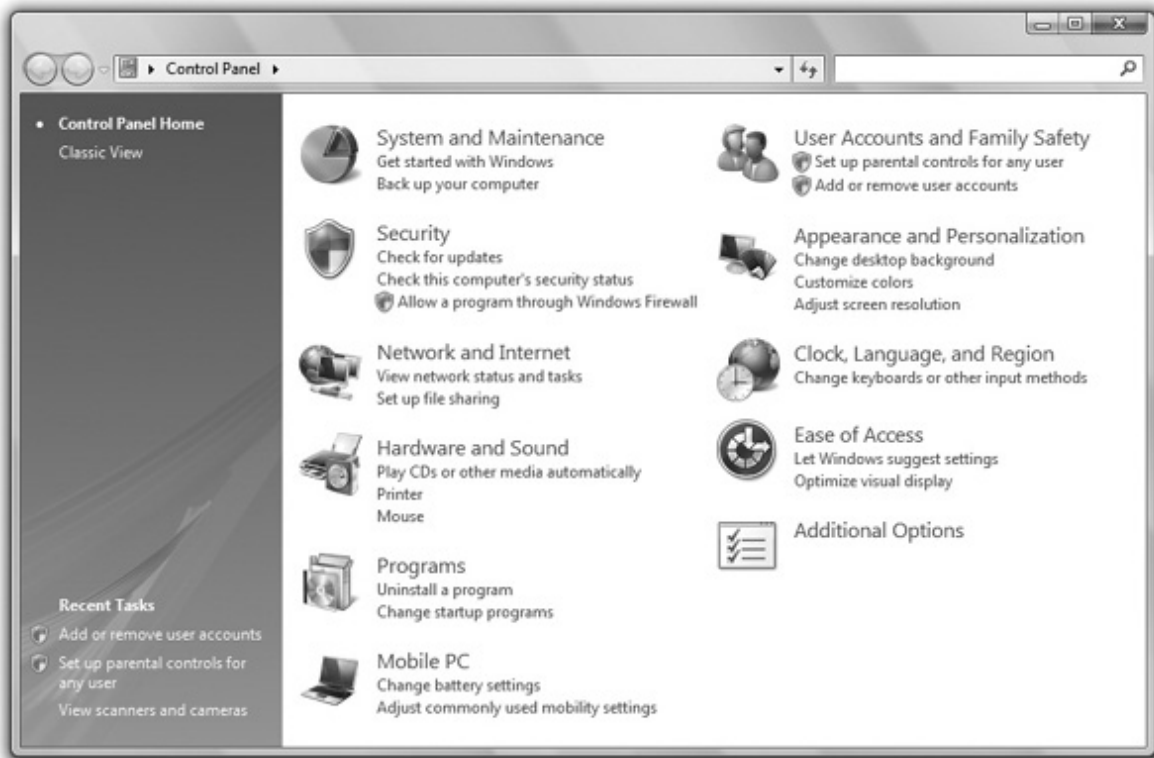 Control Panel
Control Panel Home
Classic View
System and Maintenance
Get started with Windows
Back up your computer
Security
Check for updates
Check this computer's security status
Allow a program through Windows Firewall
Network and Internet
View network status and tasks
Set up file sharing
Hardware and Sound
Play CDs or other media automatically
Printer
Mouse
Programs
Uninstall a program
Change startup programs
Mobile PC
Change battery settings
Adjust commonly used mobility settings
User Accounts and Family Safety
Set up parental controls for any user
Add or remove user accounts
Appearance and Personalization
Change desktop background
Customize colors
Adjust screen resolution
Clock, Language, and Region
Change keyboards or other input methods
Ease of Access
Let Windows suggest settings
Optimize visual display
Additional Options
Recent Tasks
Add or remove user accounts
Set up parental controls for
any user
View scanners and cameras